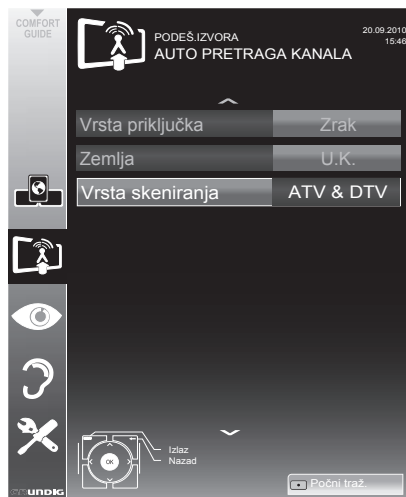 COMFORT
GUIDE
PODEŠ.IZVORA
AUTO PRETRAGA KANALA
20.09.2010
15:46
Vrsta priključka Zrak
Zemlja U.K.
Vrsta skeniranja ATV & DTV
OK
Izlaz
Nazad
Počni traž.
GRUNDIG